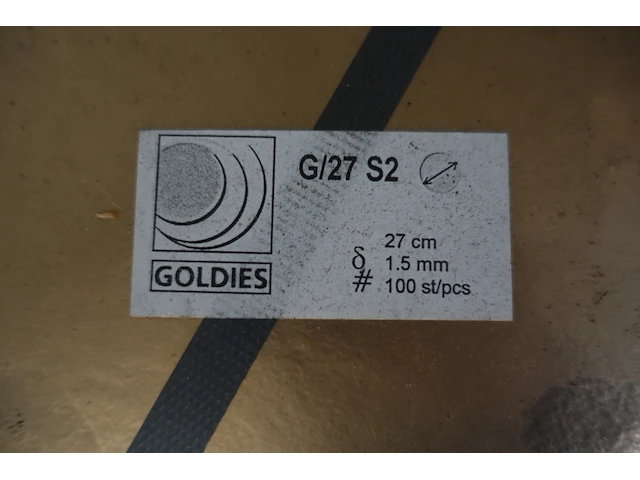 G/27 S2
GOLDIES
27 cm
δ 1.5 mm
# 100 st/pcs